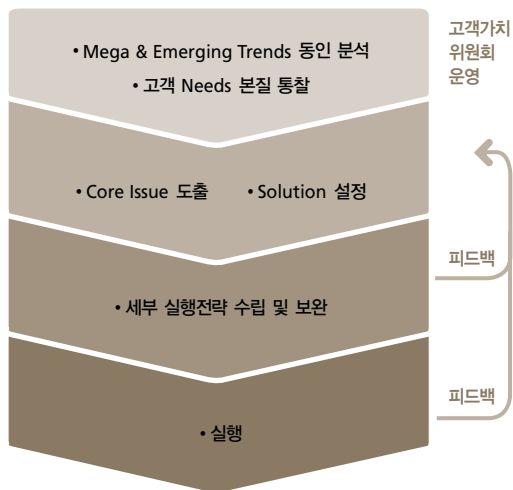 • Mega & Emerging Trends 동인 분석
• 고객 Needs 본질 통찰
고객가치
위원회
운영
• Core Issue 도출 • Solution 설정
피드백
• 세부 실행전략 수립 및 보완
피드백
• 실행